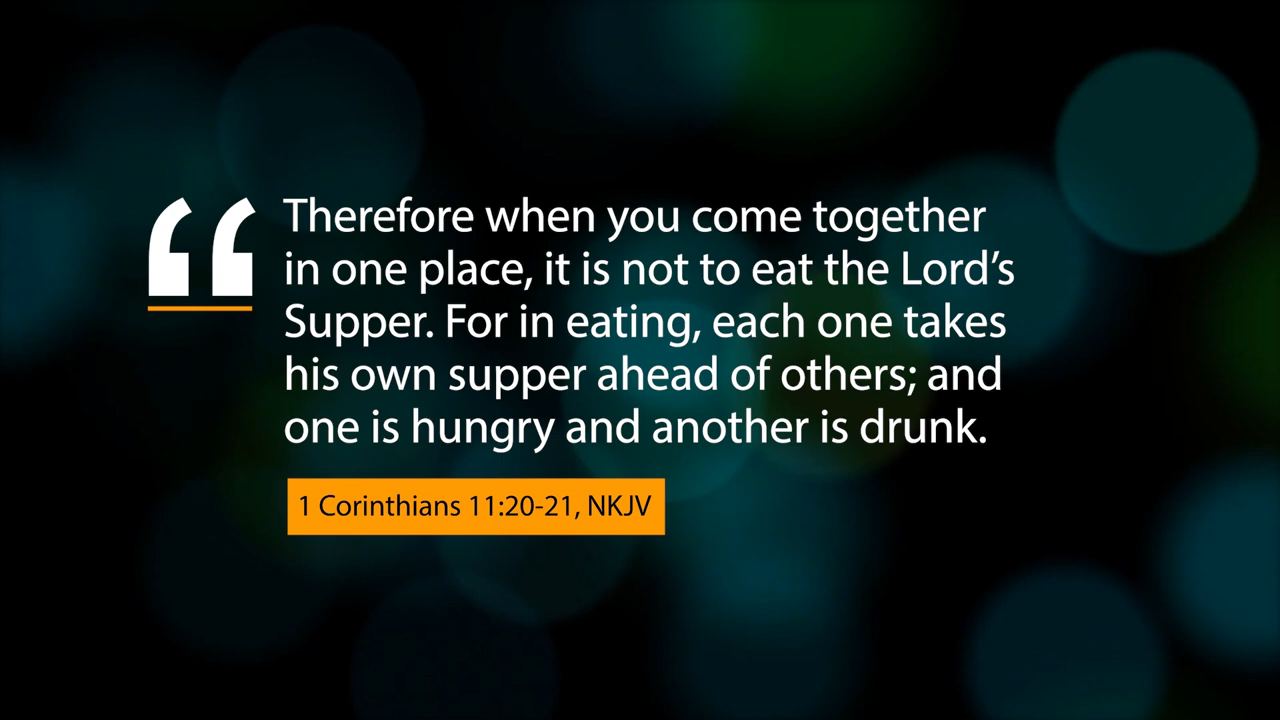 “
Therefore when you come together
in one place, it is not to eat the Lord’s
Supper. For in eating, each one takes
his own supper ahead of others; and
one is hungry and another is drunk.
1 Corinthians 11:20-21, NKJV